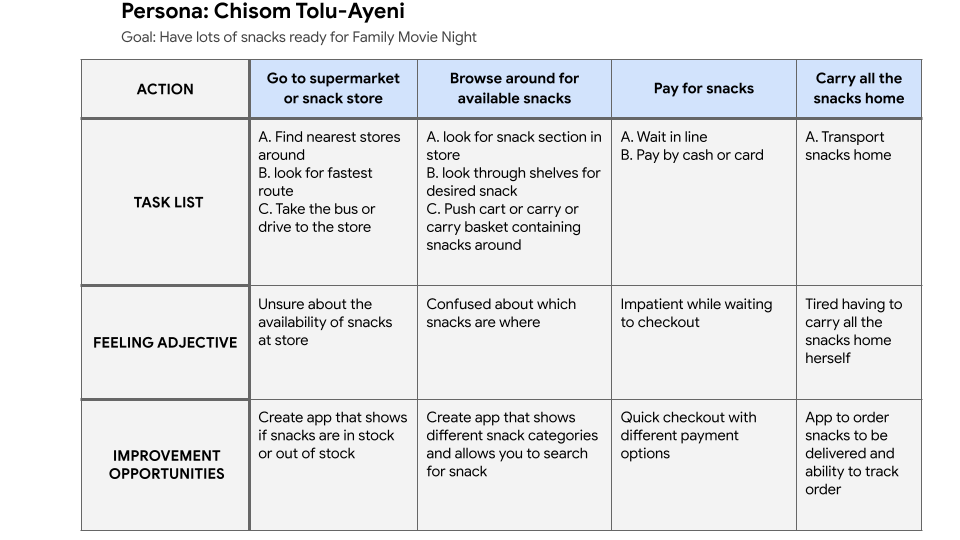 Persona: Chisom Tolu-Ayeni
Goal: Have lots of snacks ready for Family Movie Night
ACTION
Go to supermarket
or snack store
Browse around for
available snacks
Pay for snacks
Carry all the
snacks home
TASK LIST
A. Find nearest stores
around
B. look for fastest
route
C. Take the bus or
drive to the store
A. look for snack section in
store
B. look through shelves for
desired snack
C. Push cart or carry or
carry basket containing
snacks around
A. Wait in line
B. Pay by cash or card
A. Transport
snacks home
FEELING ADJECTIVE
Unsure about the
availability of snacks
at store
Confused about which
snacks are where
Impatient while waiting
to checkout
Tired having to
carry all the
snacks home
herself
IMPROVEMENT
OPPORTUNITIES
Create app that shows
if snacks are in stock
or out of stock
Create app that shows
different snack categories
and allows you to search
for snack
Quick checkout with
different payment
options
App to order
snacks to be
delivered and
ability to track
order